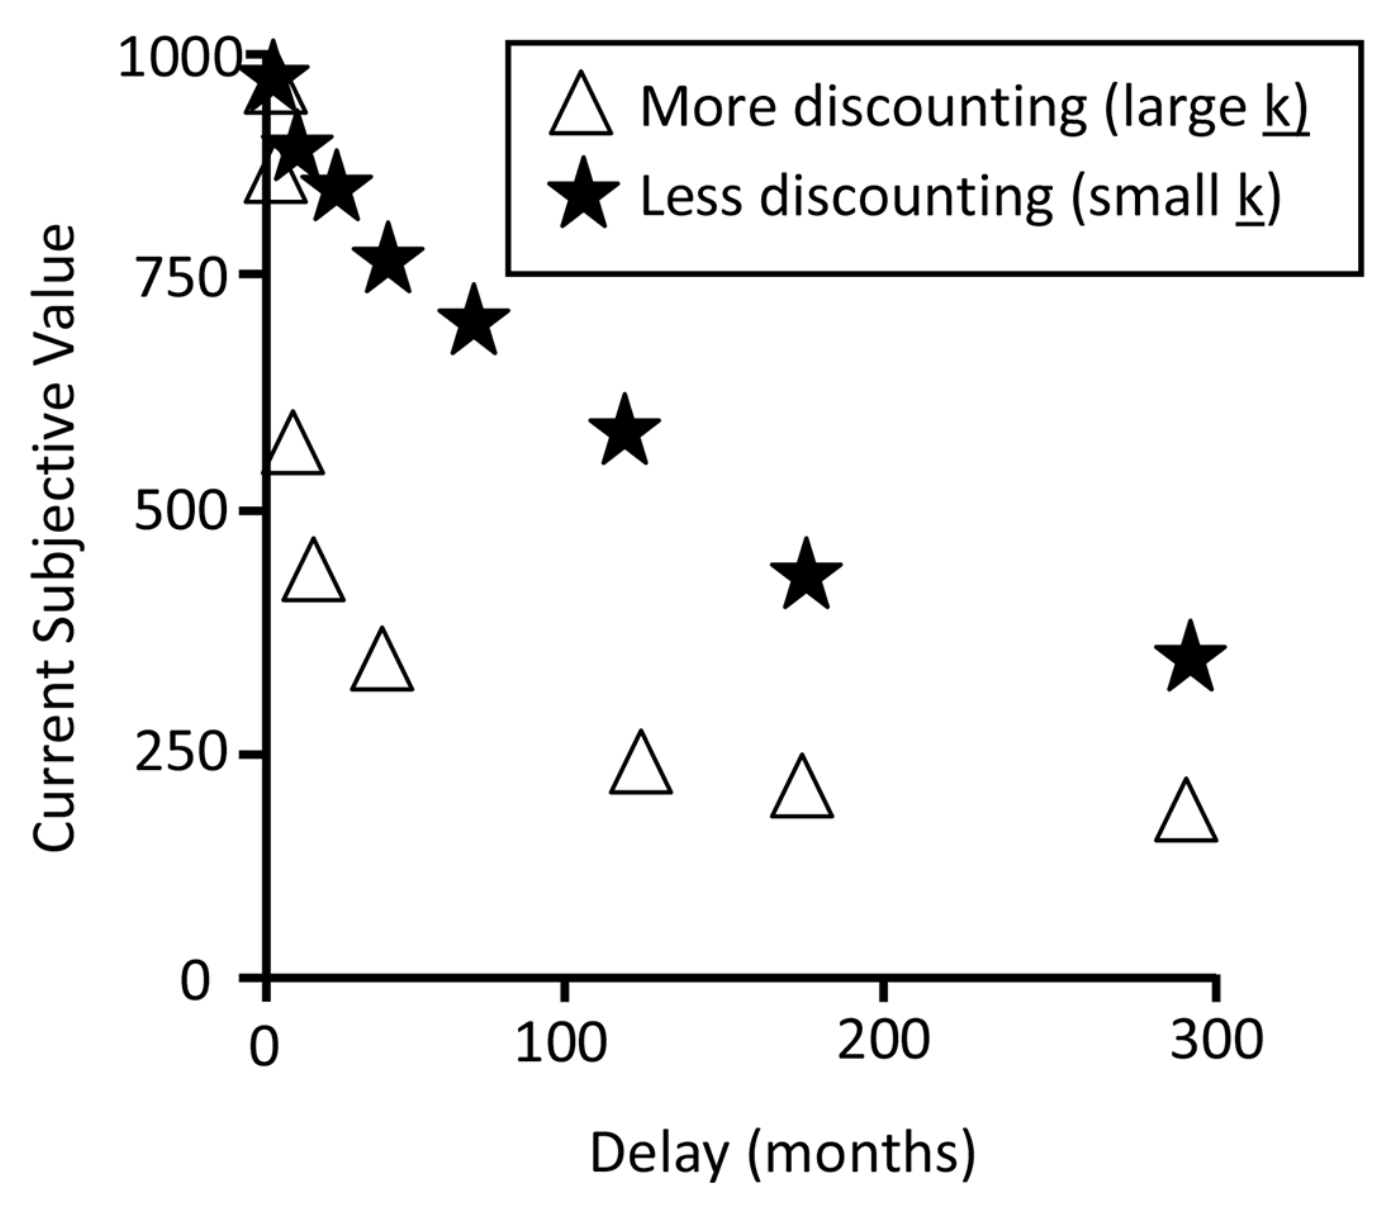 1000
More discounting (large k)
Less discounting (small k)
750
500
250
0
Current Subjective Value
0
100
200
300
Delay (months)